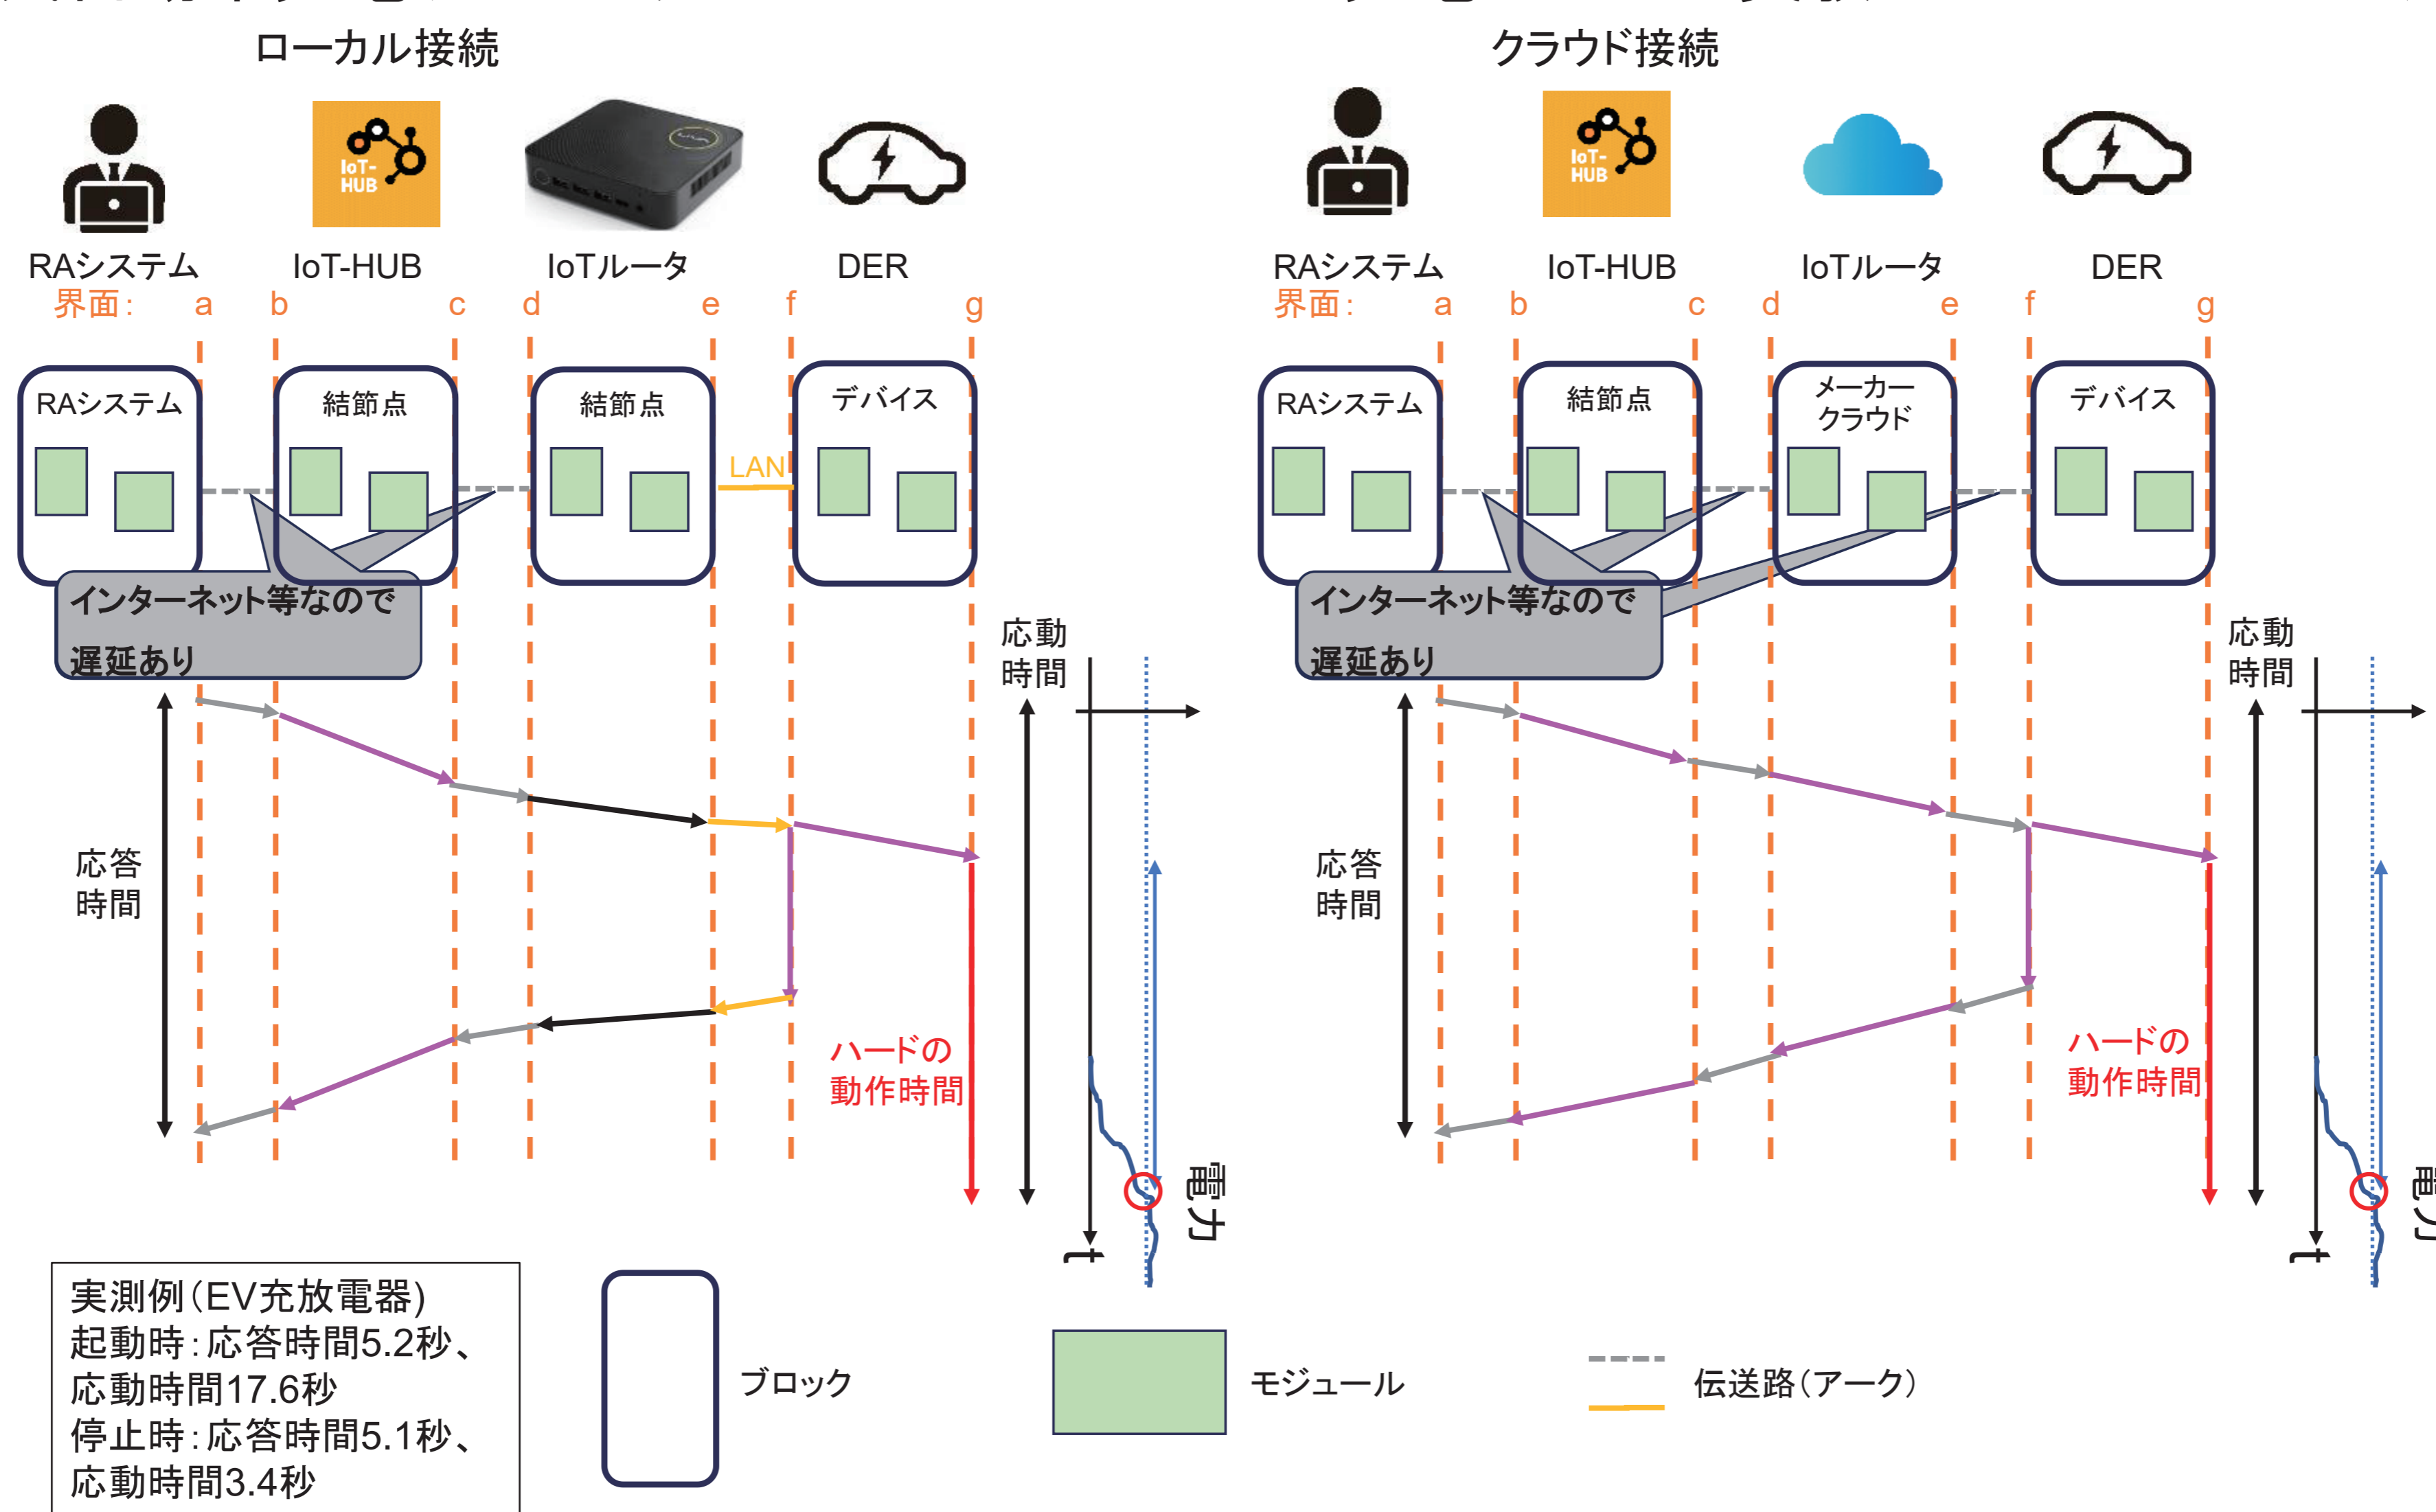 ローカル接続
IoT-
HUB
RAシステム
IoT-HUB
IoTルータ
DER
界面：
a
b
c
d
e
f
g
RAシステム
結節点
結節点
デバイス
LAN
インターネット等なので
遅延あり
応答
時間
応動
時間
ハードの
動作時間
電力
t
クラウド接続
IoT-
HUB
RAシステム
IoT-HUB
IoTルータ
DER
界面：
a
b
c
d
e
f
g
RAシステム
結節点
メーカー
クラウド
デバイス
インターネット等なので
遅延あり
応答
時間
応動
時間
ハードの
動作時間
電力
t
実測例（EV充放電器）
起動時：応答時間5.2秒、
応動時間17.6秒
停止時：応答時間5.1秒、
応動時間3.4秒
ブロック
モジュール
伝送路（アーク）